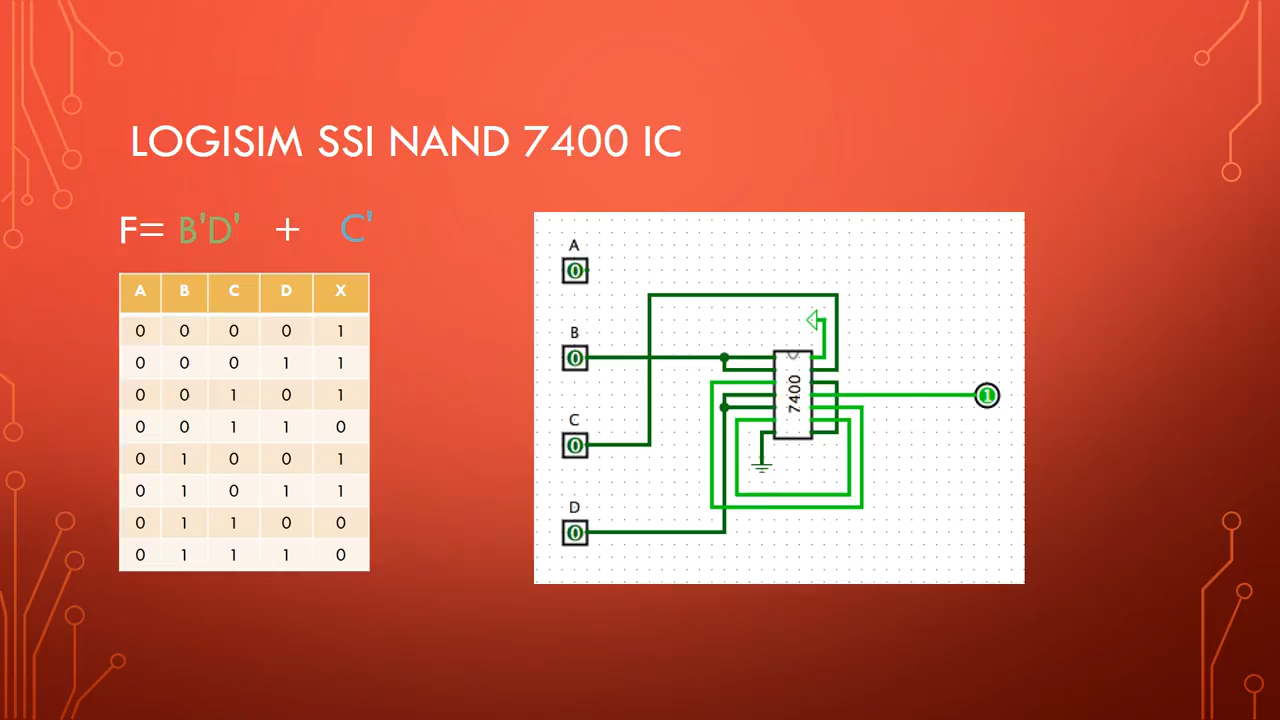 LOGISIM SSI NAND 7400 IC
F= B'D' + C'
A B C D X
0 0 0 0 1
0 0 0 1 1
0 0 1 0 1
0 0 1 1 0
0 1 0 0 1
0 1 0 1 1
0 1 1 0 0
0 1 1 1 0
A
0
B
0
C
0
D
0
7400
1